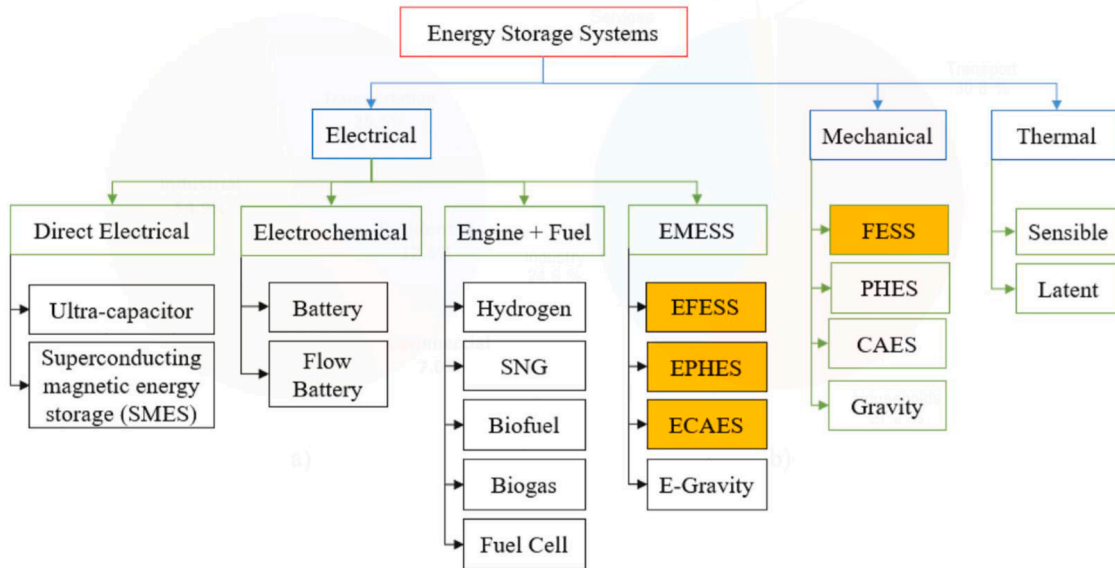 Energy Storage Systems
Electrical
Mechanical
Thermal
Direct Electrical
Electrochemical
Engine + Fuel
EMESS
FESS
Sensible
Ultra-capacitor
Battery
Hydrogen
EFESS
PHES
Latent
Superconducting
magnetic energy
storage (SMES)
Flow
Battery
SNG
EPHES
CAES
Biofuel
ECAES
Gravity
Biogas
E-Gravity
Fuel Cell
a)
b)